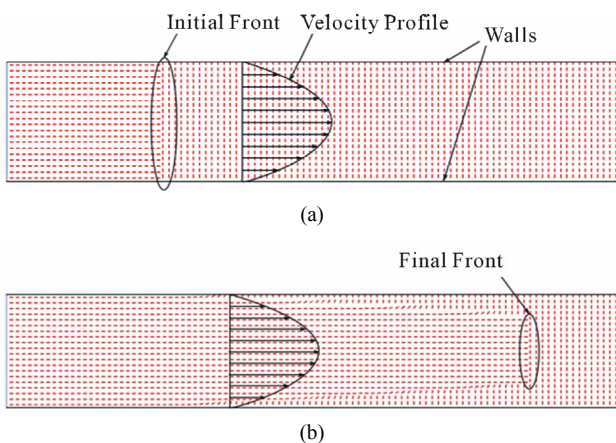 Initial Front
Velocity Profile
Walls
(a)
Final Front
(b)